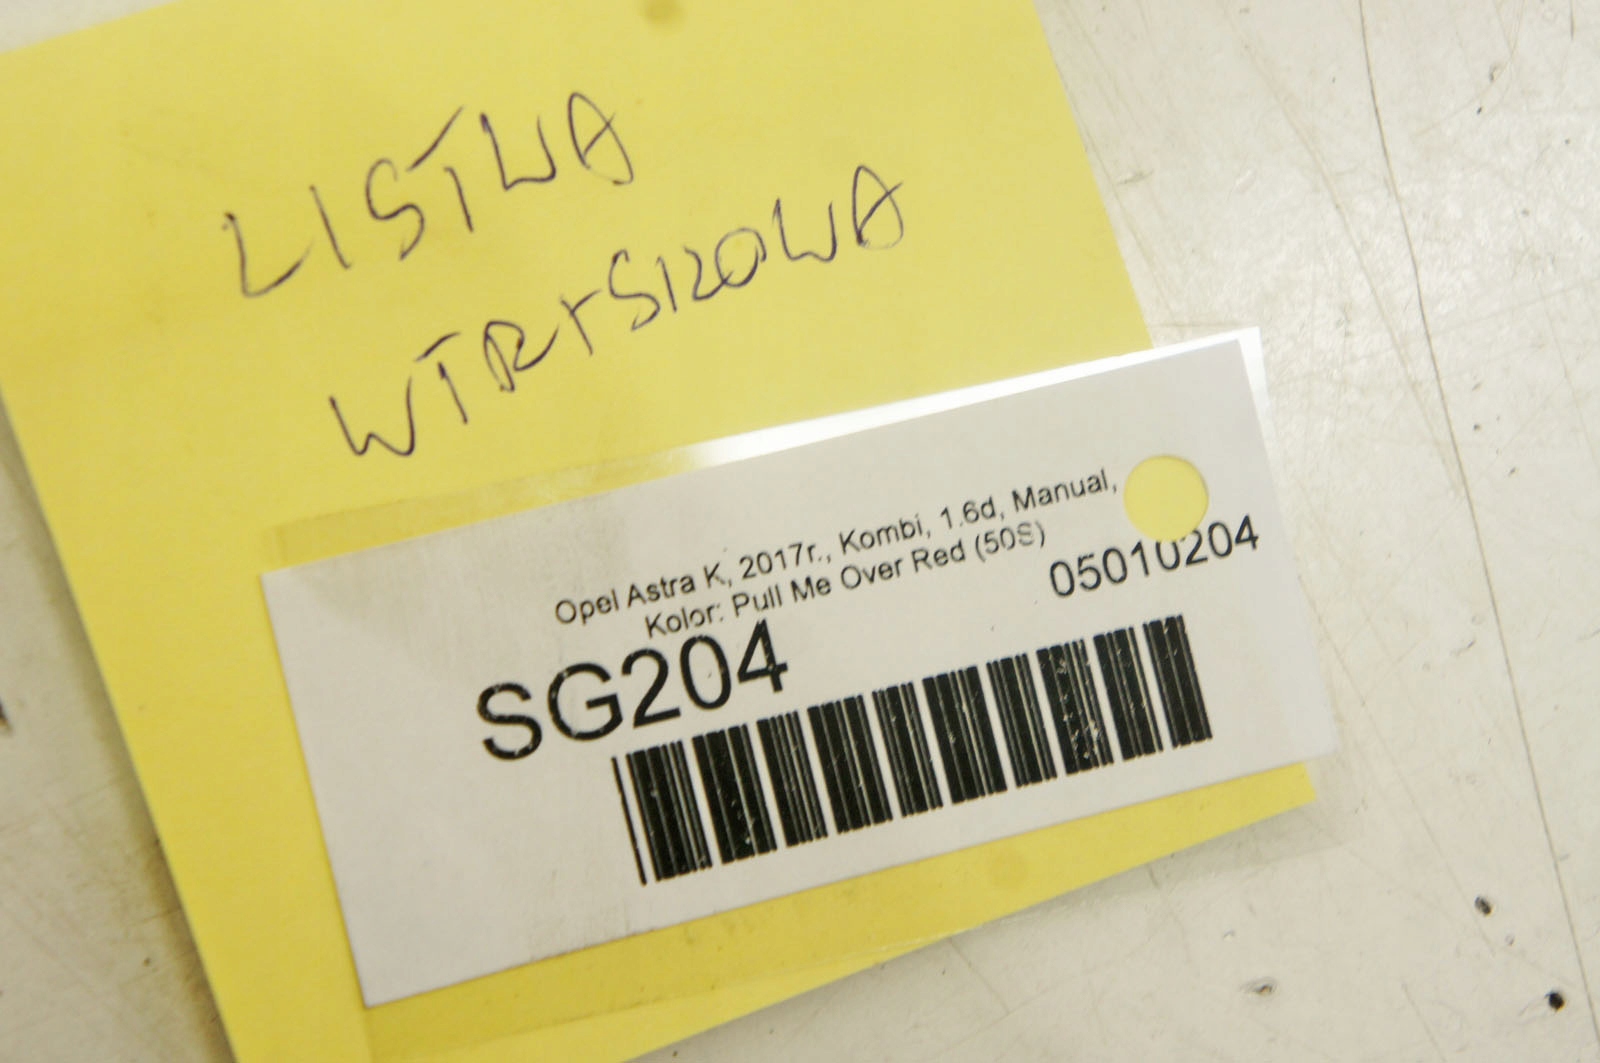 LISTWA
WTRYSKOWA
Opel Astra K, 2017r., Kombi, 1.6d, Manual,
Kolor: Pull Me Over Red (50S)
05010204
SG204